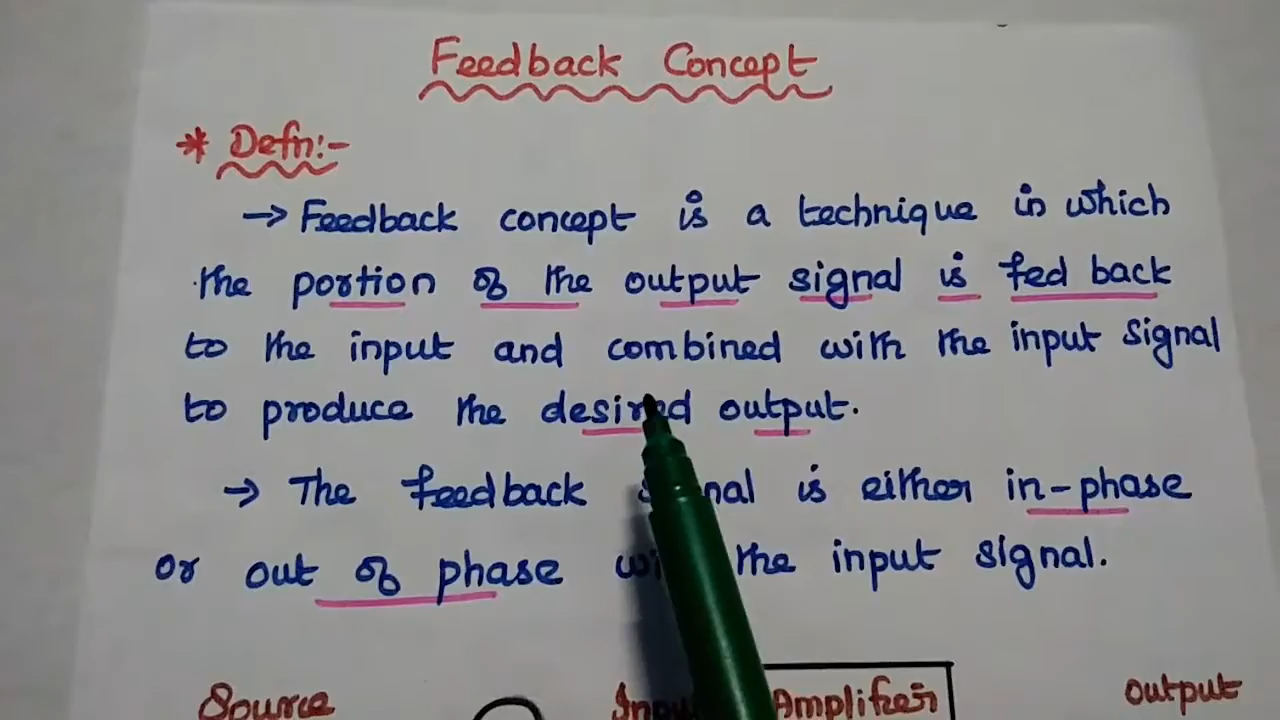 Feedback Concept
* Defn:-
→ Feedback concept is a technique in which
the portion of the output signal is fed back
to the input and combined with the input signal
to produce the desired output.
→ The feedback signal is either in-phase
or out of phase the input signal.
Source Input Amplifier output